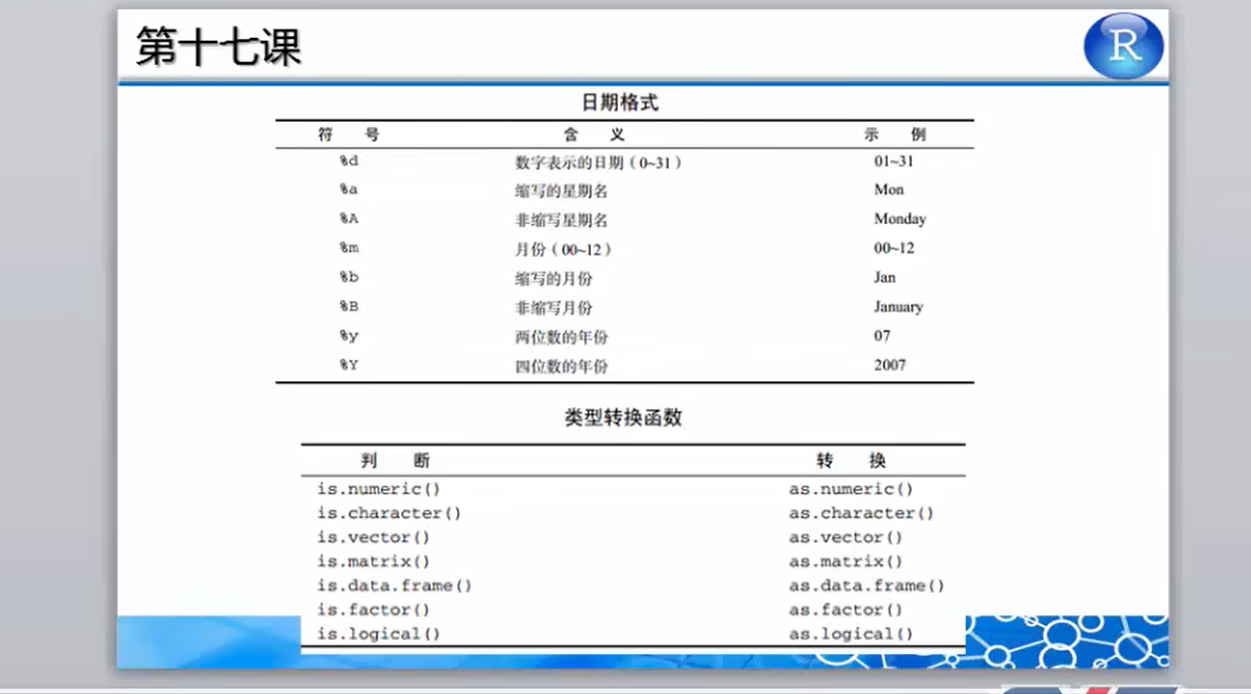 第十七课
R
日期格式
符 号 含 义 示 例
%d 数字表示的日期（0~31） 01~31
%a 缩写的星期名 Mon
%A 非缩写星期名 Monday
%m 月份（00~12） 00~12
%b 缩写的月份 Jan
%B 非缩写月份 January
%y 两位数的年份 07
%Y 四位数的年份 2007
类型转换函数
判 断 转 换
is.numeric() as.numeric()
is.character() as.character()
is.vector() as.vector()
is.matrix() as.matrix()
is.data.frame() as.data.frame()
is.factor() as.factor()
is.logical() as.logical()